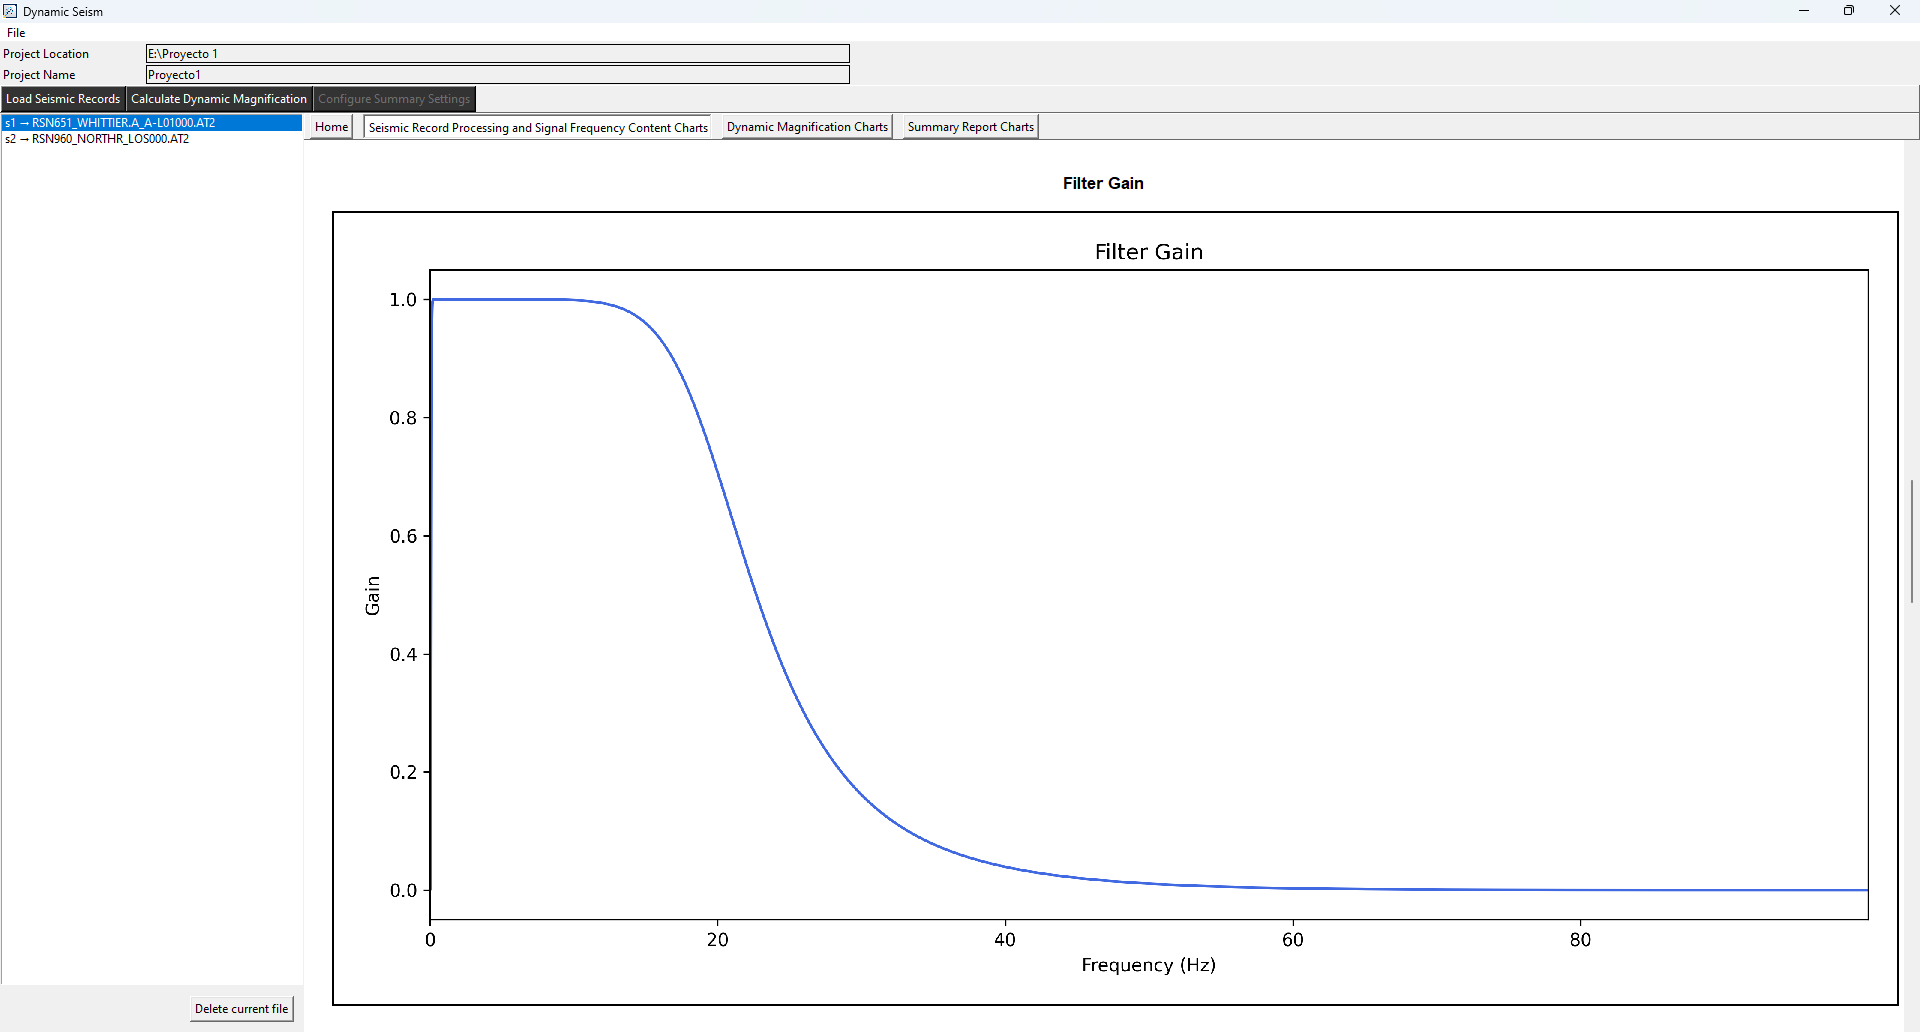 Dynamic Seism
File
Project Location E:\Proyecto 1
Project Name Proyecto1
Load Seismic Records Calculate Dynamic Magnification Configure Summary Settings
s1 → RSN651_WHITTIER.A_A-L01000.AT2
s2 → RSN960_NORTHR_LOS000.AT2
Home Seismic Record Processing and Signal Frequency Content Charts Dynamic Magnification Charts Summary Report Charts
Filter Gain
Filter Gain
1.0
0.8
0.6
0.4
0.2
0.0
Gain
0 20 40 60 80
Frequency (Hz)
Delete current file